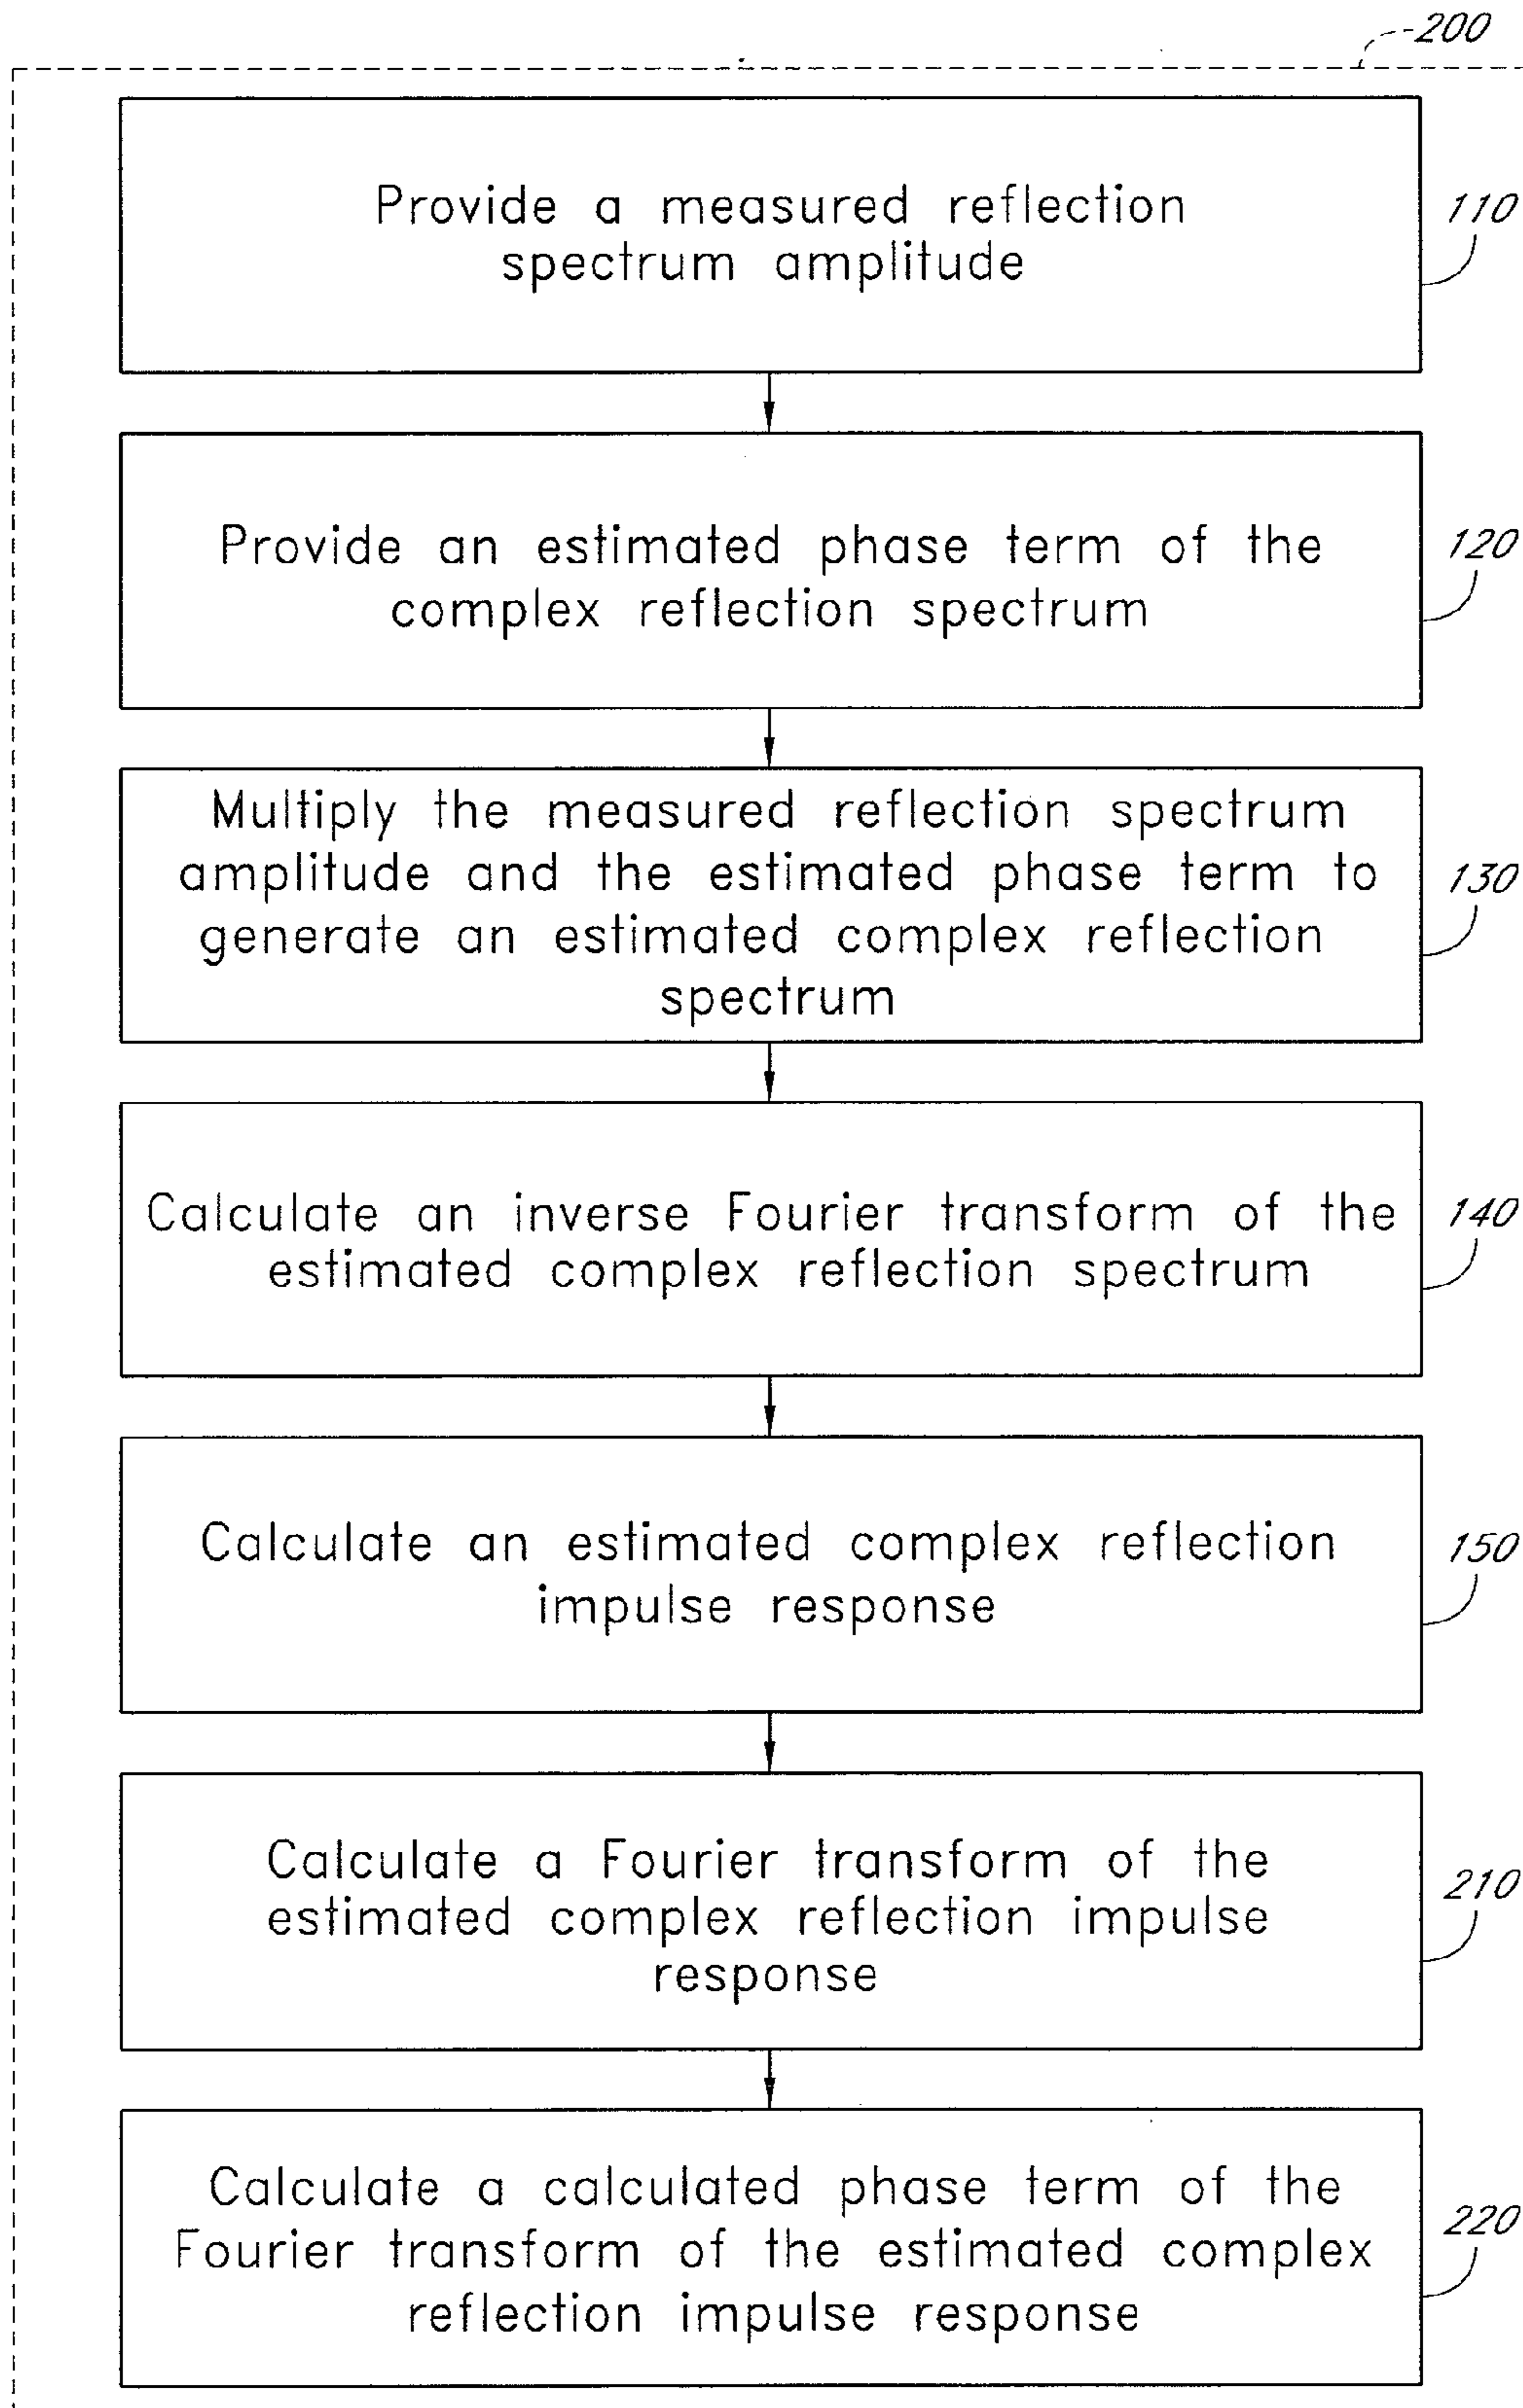 200
Provide a measured reflection
spectrum amplitude
110
Provide an estimated phase term of the
complex reflection spectrum
120
Multiply the measured reflection spectrum
amplitude and the estimated phase term to
generate an estimated complex reflection
spectrum
130
Calculate an inverse Fourier transform of the
estimated complex reflection spectrum
140
Calculate an estimated complex reflection
impulse response
150
Calculate a Fourier transform of the
estimated complex reflection impulse
response
210
Calculate a calculated phase term of the
Fourier transform of the estimated complex
reflection impulse response
220